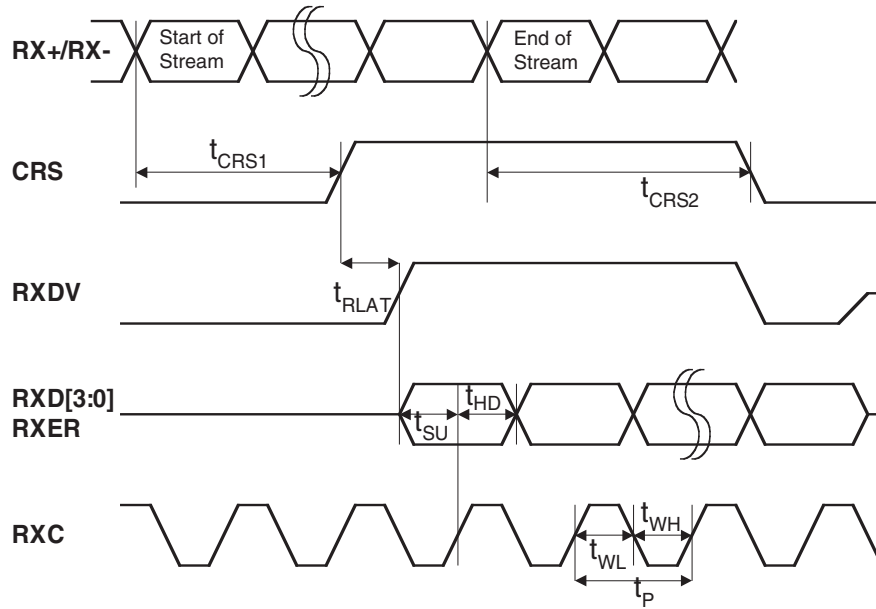 RX+/RX-
Start of
Stream
End of
Stream
CRS
tCRS1
tCRS2
RXDV
tRLAT
RXD[3:0]
RXER
tSU
tHD
RXC
tWL
tWH
tP